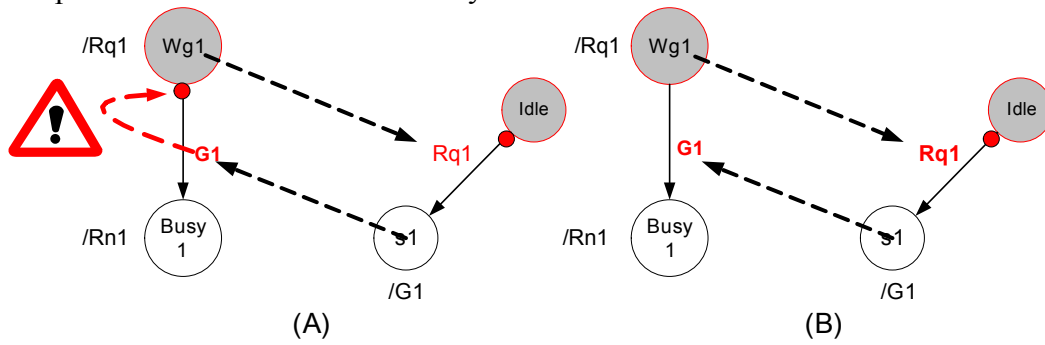 /Rq1
Wg1
Idle
Rq1
G1
Busy
1
/Rn1
s1
/G1
(A)
/Rq1
Wg1
Idle
Rq1
G1
Busy
1
/Rn1
s1
/G1
(B)